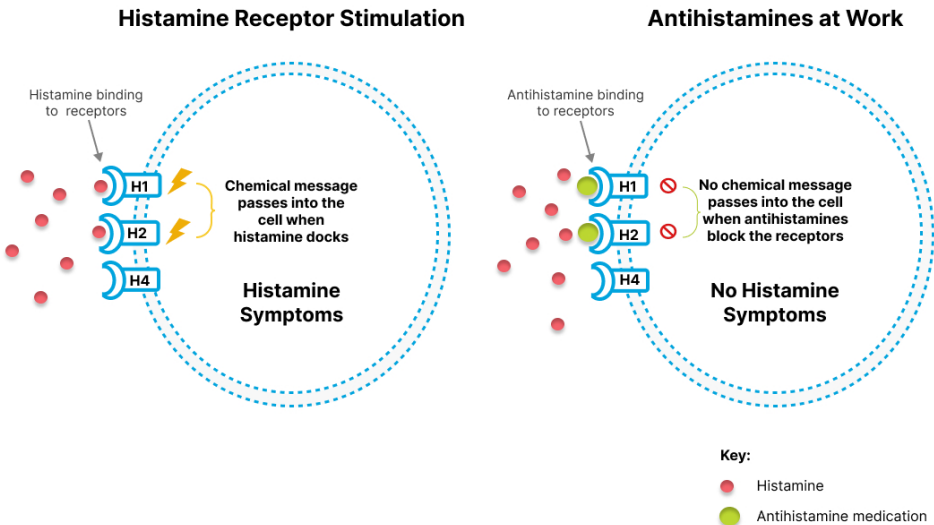 Histamine Receptor Stimulation
Histamine binding
to receptors
H1
H2
H4
Chemical message
passes into the
cell when
histamine docks
Histamine
Symptoms
Antihistamines at Work
Antihistamine binding
to receptors
H1
H2
H4
No chemical message
passes into the cell
when antihistamines
block the receptors
No Histamine
Symptoms
Key:
Histamine
Antihistamine medication